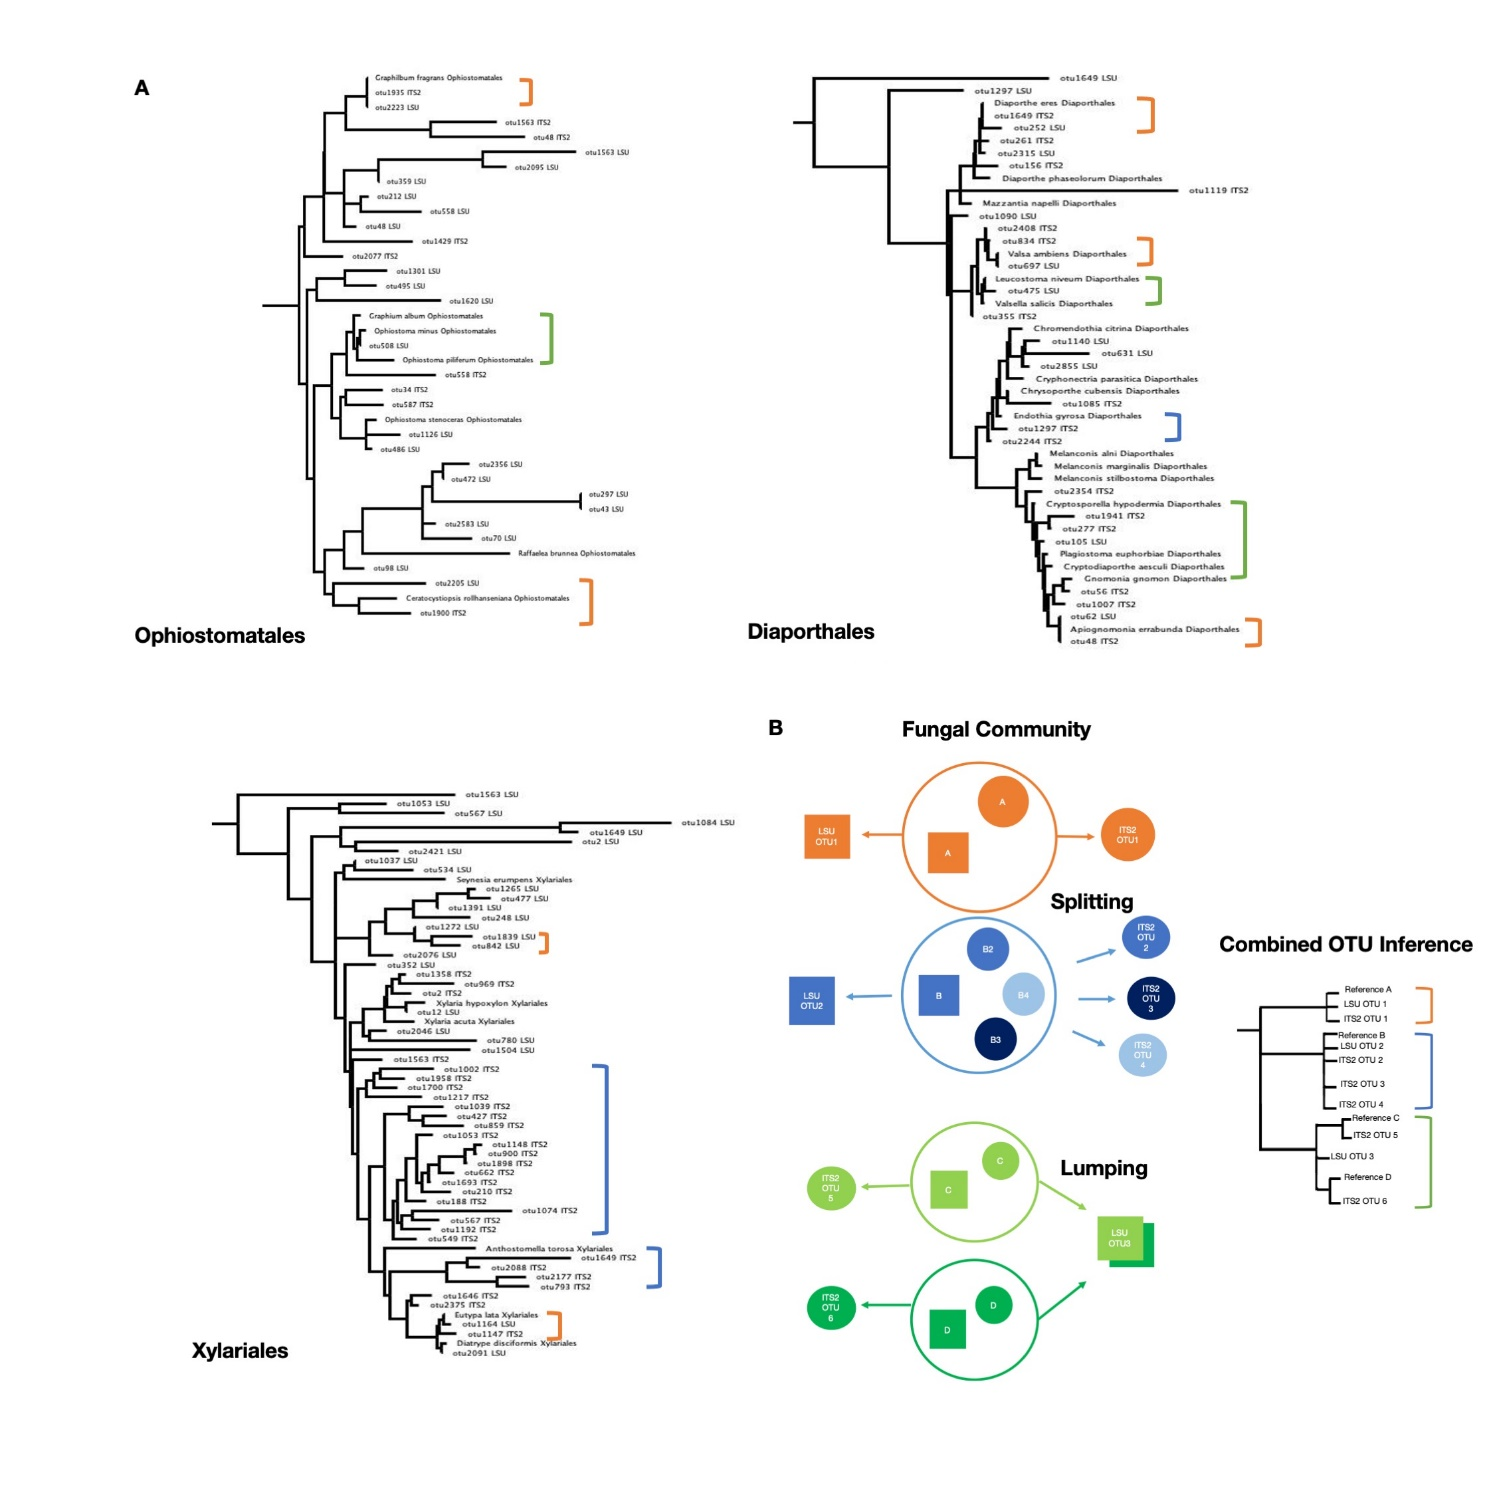 A
Graphilbum fragrans Ophiostomatales
otu1935 ITS2
otu2223 LSU
otu1563 ITS2
otu48 ITS2
otu1563 LSU
otu2095 LSU
otu359 LSU
otu212 LSU
otu558 LSU
otu48 LSU
otu1429 ITS2
otu2077 ITS2
otu1301 LSU
otu495 LSU
otu1620 LSU
Graphium album Ophiostomatales
Ophiostoma minus Ophiostomatales
otu508 LSU
Ophiostoma piliferum Ophiostomatales
otu558 ITS2
otu34 ITS2
otu587 ITS2
Ophiostoma stenoceras Ophiostomatales
otu1126 LSU
otu486 LSU
otu2356 LSU
otu472 LSU
otu297 LSU
otu43 LSU
otu2583 LSU
otu70 LSU
Raffaelea brunnea Ophiostomatales
otu98 LSU
otu2205 LSU
Ceratocystiopsis rollhanseniana Ophiostomatales
otu1900 ITS2
Ophiostomatales
otu1649 LSU
otu1297 LSU
Diaporthe eres Diaporthales
otu1649 ITS2
otu252 LSU
otu261 ITS2
otu2315 LSU
otu156 ITS2
Diaporthe phaseolorum Diaporthales
otu1119 ITS2
Mazzantia napelli Diaporthales
otu1090 LSU
otu2408 ITS2
otu834 ITS2
Valsa ambiens Diaporthales
otu697 LSU
Leucostoma niveum Diaporthales
otu475 LSU
Valsella salicis Diaporthales
otu355 ITS2
Chromendothia citrina Diaporthales
otu1140 LSU
otu631 LSU
otu2855 LSU
Cryphonectria parasitica Diaporthales
Chrysoporthe cubensis Diaporthales
otu1085 ITS2
Endothia gyrosa Diaporthales
otu1297 ITS2
otu2244 ITS2
Melanconis alni Diaporthales
Melanconis marginalis Diaporthales
Melanconis stilbostoma Diaporthales
otu2354 ITS2
Cryptosporella hypodermia Diaporthales
otu1941 ITS2
otu277 ITS2
otu105 LSU
Plagiostoma euphorbiae Diaporthales
Cryptodiaporthe aesculi Diaporthales
Gnomonia gnomon Diaporthales
otu56 ITS2
otu1007 ITS2
otu62 LSU
Apiognomonia errabunda Diaporthales
otu48 ITS2
Diaporthales
otu1563 LSU
otu1053 LSU
otu567 LSU
otu1084 LSU
otu1649 LSU
otu2 LSU
otu2421 LSU
otu1037 LSU
otu534 LSU
Seynesia erumpens Xylariales
otu1265 LSU
otu477 LSU
otu1391 LSU
otu248 LSU
otu1272 LSU
otu1839 LSU
otu842 LSU
otu2076 LSU
otu352 LSU
otu1358 ITS2
otu969 ITS2
otu2 ITS2
Xylaria hypoxylon Xylariales
otu12 LSU
Xylaria acuta Xylariales
otu2046 LSU
otu780 LSU
otu1504 LSU
otu1563 ITS2
otu1002 ITS2
otu1958 ITS2
otu1700 ITS2
otu1217 ITS2
otu1039 ITS2
otu427 ITS2
otu859 ITS2
otu1053 ITS2
otu1148 ITS2
otu900 ITS2
otu1898 ITS2
otu662 ITS2
otu1693 ITS2
otu210 ITS2
otu188 ITS2
otu1074 ITS2
otu567 ITS2
otu1192 ITS2
otu549 ITS2
Anthostomella torosa Xylariales
otu1649 ITS2
otu2088 ITS2
otu2177 ITS2
otu793 ITS2
otu1646 ITS2
otu2375 ITS2
Eutypa lata Xylariales
otu1164 LSU
otu1147 ITS2
Diatrype disciformis Xylariales
otu2091 LSU
Xylariales
B
Fungal Community
A
A
LSU
OTU1
ITS2
OTU1
Splitting
B2
B
B4
B3
LSU
OTU2
ITS2
OTU
2
ITS2
OTU
3
ITS2
OTU
4
Lumping
C
C
ITS2
OTU
5
LSU
OTU3
D
D
ITS2
OTU
6
Combined OTU Inference
Reference A
LSU OTU 1
ITS2 OTU 1
Reference B
LSU OTU 2
ITS2 OTU 2
ITS2 OTU 3
ITS2 OTU 4
Reference C
ITS2 OTU 5
LSU OTU 3
Reference D
ITS2 OTU 6